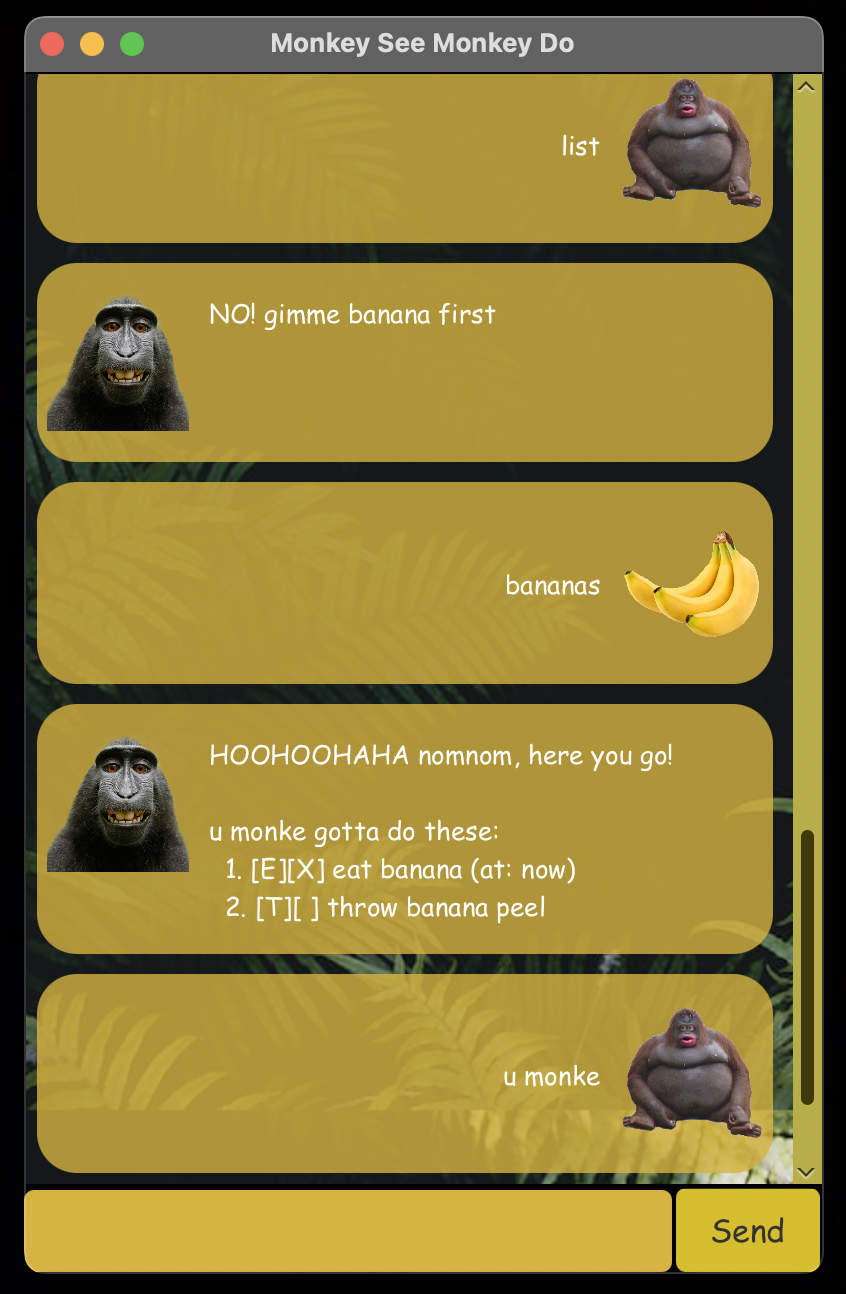 Monkey See Monkey Do
list
NO! gimme banana first
bananas
HOOHOOHAHA nomnom, here you go!
u monke gotta do these:
1. [E][X] eat banana (at: now)
2. [T][ ] throw banana peel
u monke
Send